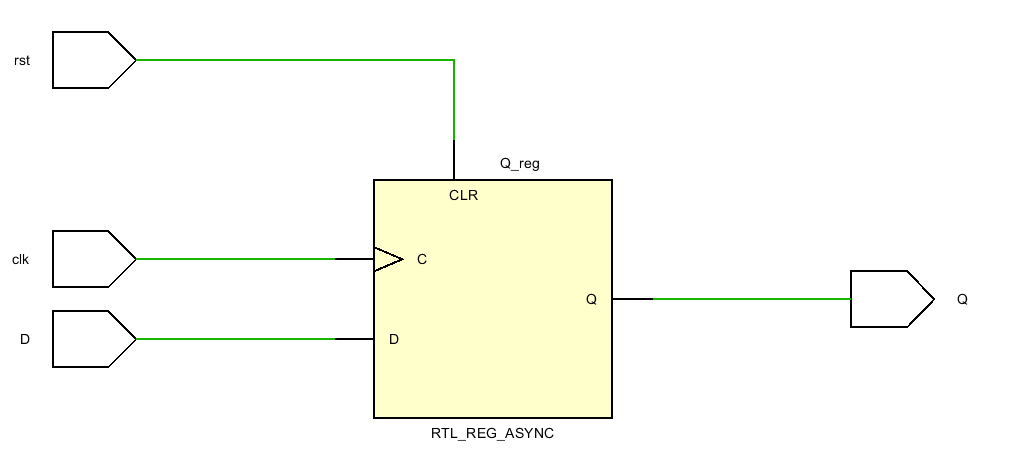 rst
Q_reg
CLR
clk
C
Q
Q
D
D
RTL_REG_ASYNC